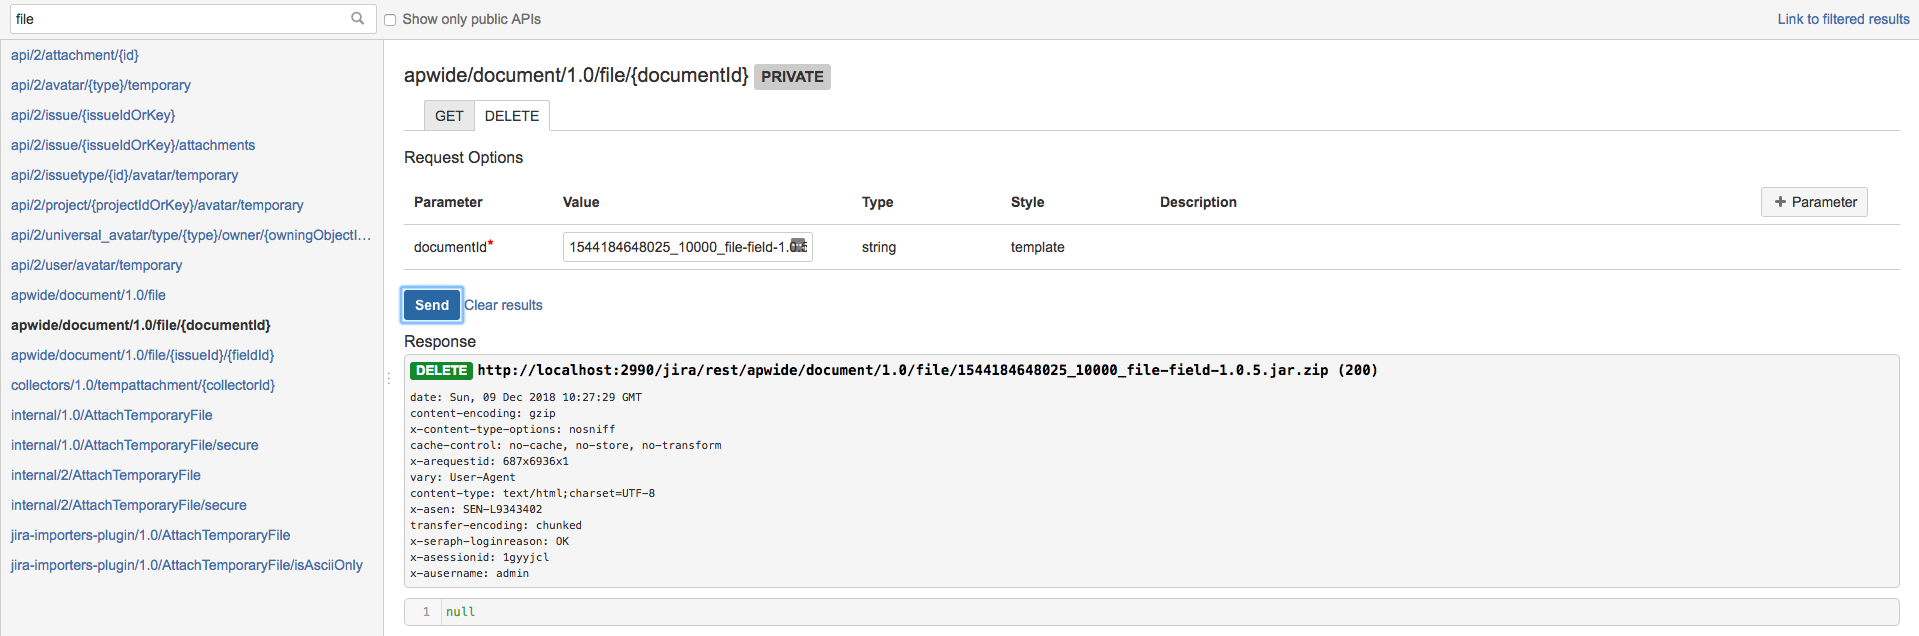 file
Show only public APIs
Link to filtered results
api/2/attachment/{id}
api/2/avatar/{type}/temporary
api/2/issue/{issueIdOrKey}
api/2/issue/{issueIdOrKey}/attachments
api/2/issuetype/{id}/avatar/temporary
api/2/project/{projectIdOrKey}/avatar/temporary
api/2/universal_avatar/type/{type}/owner/{owningObjectI...
api/2/user/avatar/temporary
apwide/document/1.0/file
apwide/document/1.0/file/{documentId}
apwide/document/1.0/file/{issueId}/{fieldId}
collectors/1.0/tempattachment/{collectorId}
internal/1.0/AttachTemporaryFile
internal/1.0/AttachTemporaryFile/secure
internal/2/AttachTemporaryFile
internal/2/AttachTemporaryFile/secure
jira-importers-plugin/1.0/AttachTemporaryFile
jira-importers-plugin/1.0/AttachTemporaryFile/isAsciiOnly
apwide/document/1.0/file/{documentId} PRIVATE
GET DELETE
Request Options
Parameter Value Type Style Description + Parameter
documentId* 1544184648025_10000_file-field-1.0.5 string template
Send Clear results
Response
DELETE http://localhost:2990/jira/rest/apwide/document/1.0/file/1544184648025_10000_file-field-1.0.5.jar.zip (200)
date: Sun, 09 Dec 2018 10:27:29 GMT
content-encoding: gzip
x-content-type-options: nosniff
cache-control: no-cache, no-store, no-transform
x-arequestid: 687x6936x1
vary: User-Agent
content-type: text/html;charset=UTF-8
x-asen: SEN-L9343402
transfer-encoding: chunked
x-seraph-loginreason: OK
x-asessionid: 1gyyjcl
x-ausername: admin
1 null